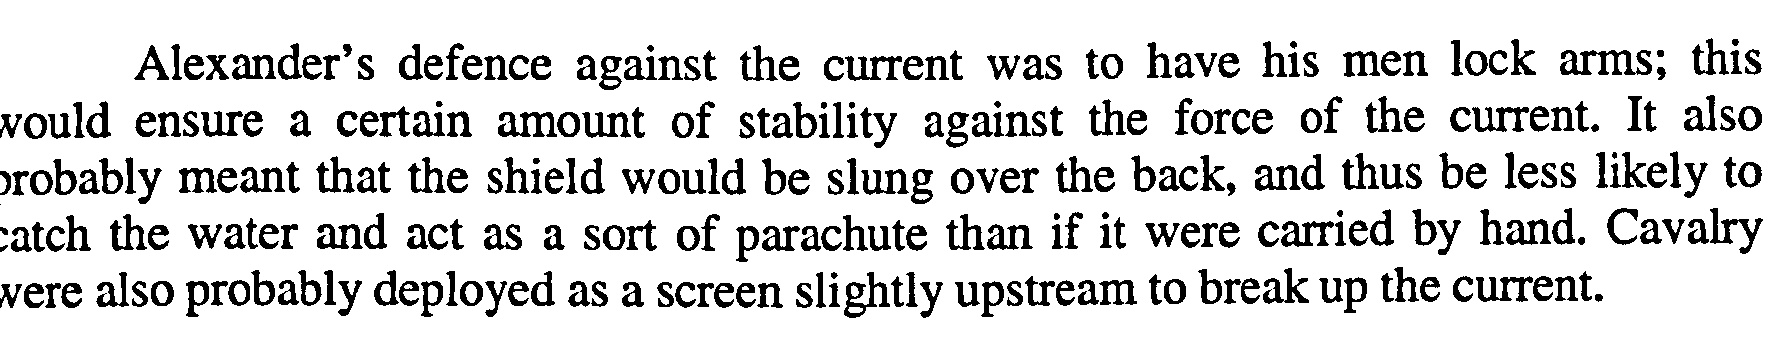 Alexander's defence against the current was to have his men lock arms; this
would ensure a certain amount of stability against the force of the current. It also
probably meant that the shield would be slung over the back, and thus be less likely to
catch the water and act as a sort of parachute than if it were carried by hand. Cavalry
were also probably deployed as a screen slightly upstream to break up the current.